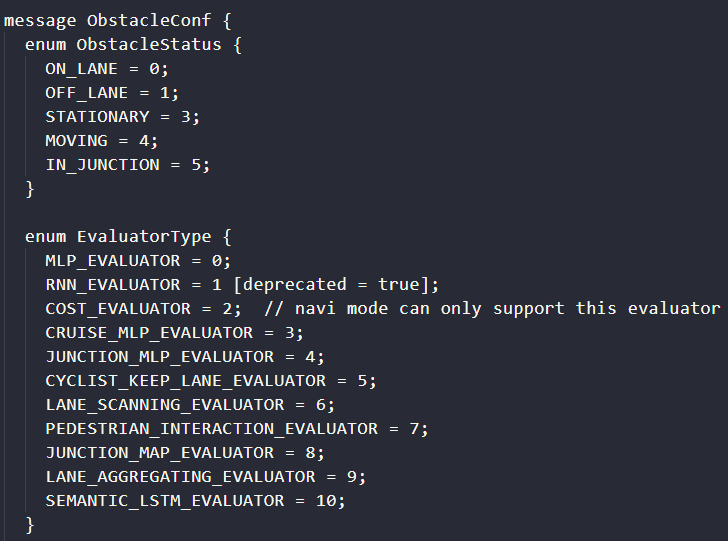 message ObstacleConf {
  enum ObstacleStatus {
    ON_LANE = 0;
    OFF_LANE = 1;
    STATIONARY = 3;
    MOVING = 4;
    IN_JUNCTION = 5;
  }

  enum EvaluatorType {
    MLP_EVALUATOR = 0;
    RNN_EVALUATOR = 1 [deprecated = true];
    COST_EVALUATOR = 2;  // navi mode can only support this evaluator
    CRUISE_MLP_EVALUATOR = 3;
    JUNCTION_MLP_EVALUATOR = 4;
    CYCLIST_KEEP_LANE_EVALUATOR = 5;
    LANE_SCANNING_EVALUATOR = 6;
    PEDESTRIAN_INTERACTION_EVALUATOR = 7;
    JUNCTION_MAP_EVALUATOR = 8;
    LANE_AGGREGATING_EVALUATOR = 9;
    SEMANTIC_LSTM_EVALUATOR = 10;
  }